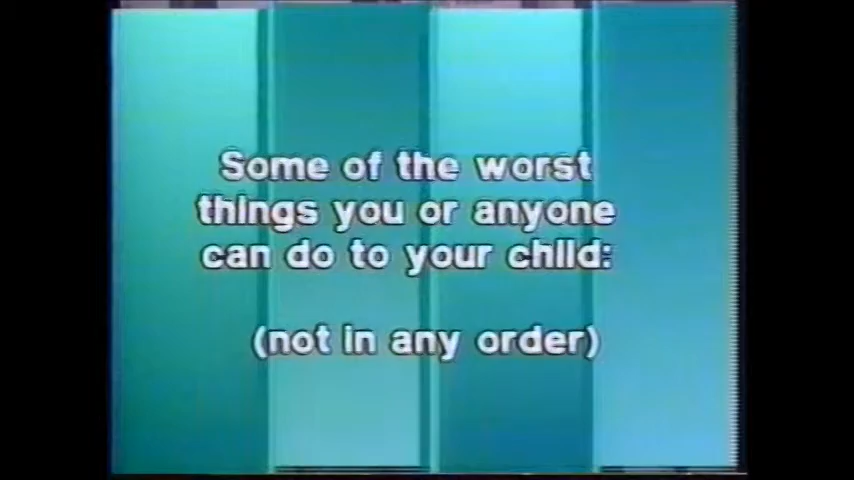 Some of the worst
things you or anyone
can do to your child:
(not in any order)